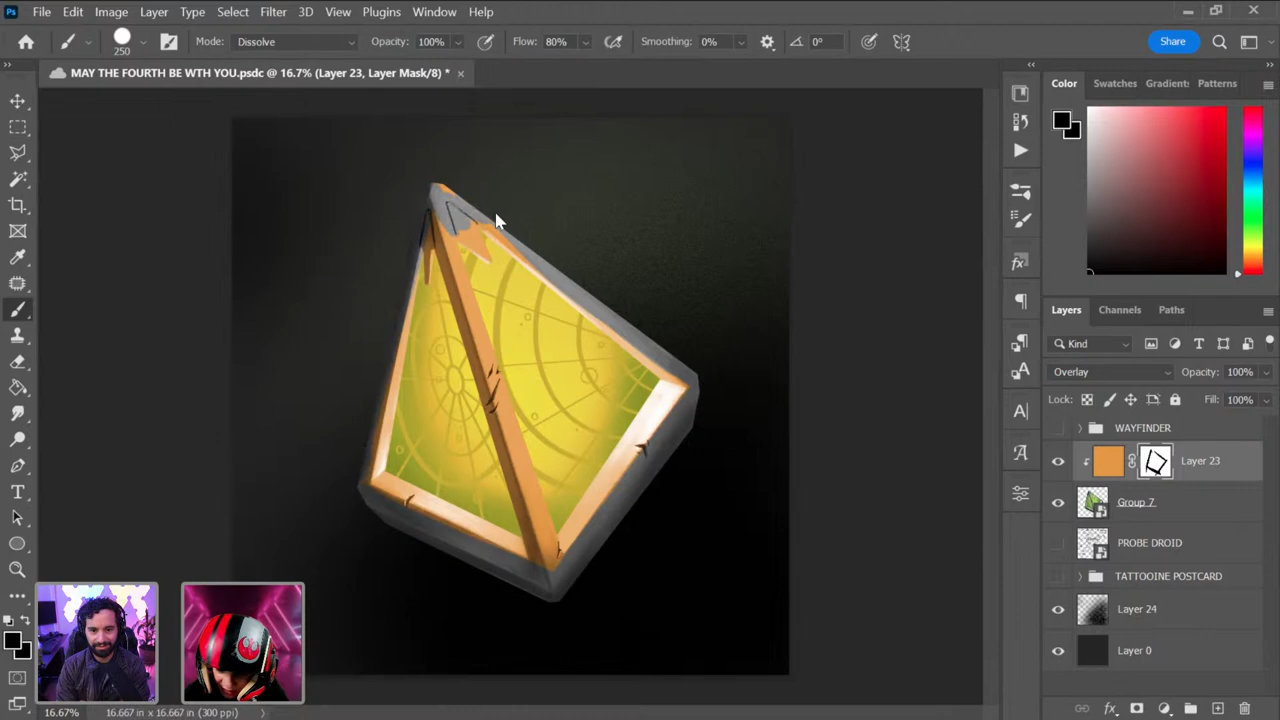 Ps File Edit Image Layer Type Select Filter 3D View Plugins Window Help
250 Mode: Dissolve Opacity: 100% Flow: 80% Smoothing: 0% 0° Share
MAY THE FOURTH BE WTH YOU.psdc @ 16.7% (Layer 23, Layer Mask/8) * ×
Color Swatches Gradient: Patterns
Layers Channels Paths
Kind
Overlay Opacity: 100%
Lock: Fill: 100%
WAYFINDER
Layer 23
Group 7
PROBE DROID
TATTOOINE POSTCARD
Layer 24
Layer 0
16.67% 16.667 in x 16.667 in (300 ppi)